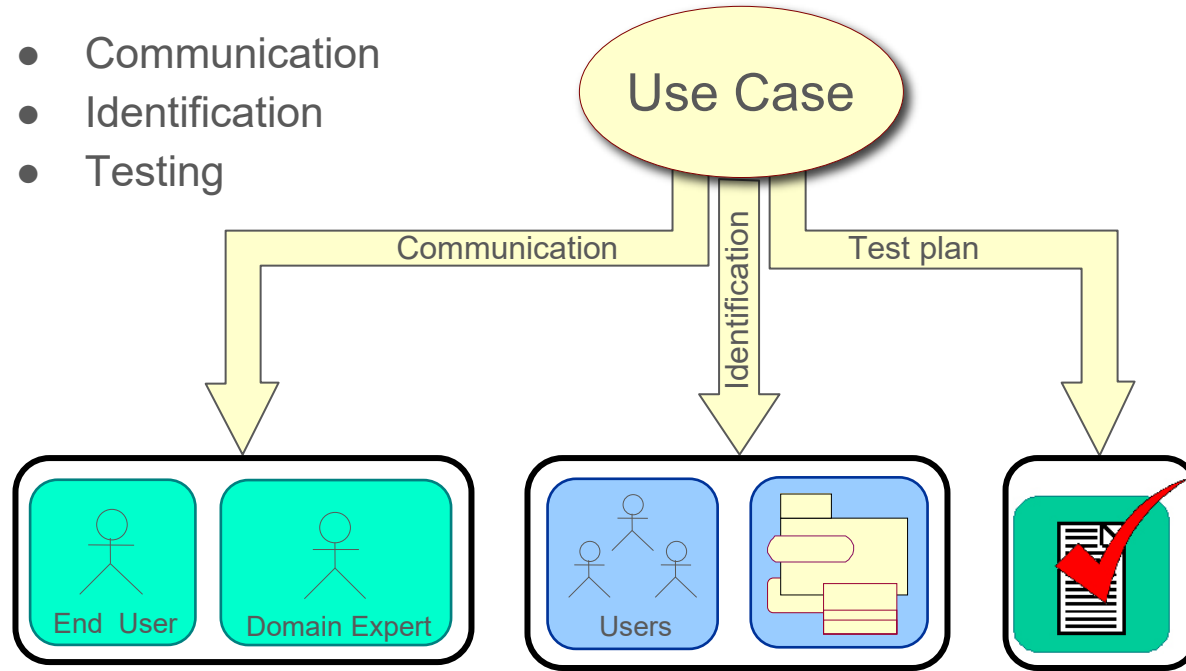 ● Communication
● Identification
● Testing
Use Case
Communication
Identification
Test plan
End User
Domain Expert
Users